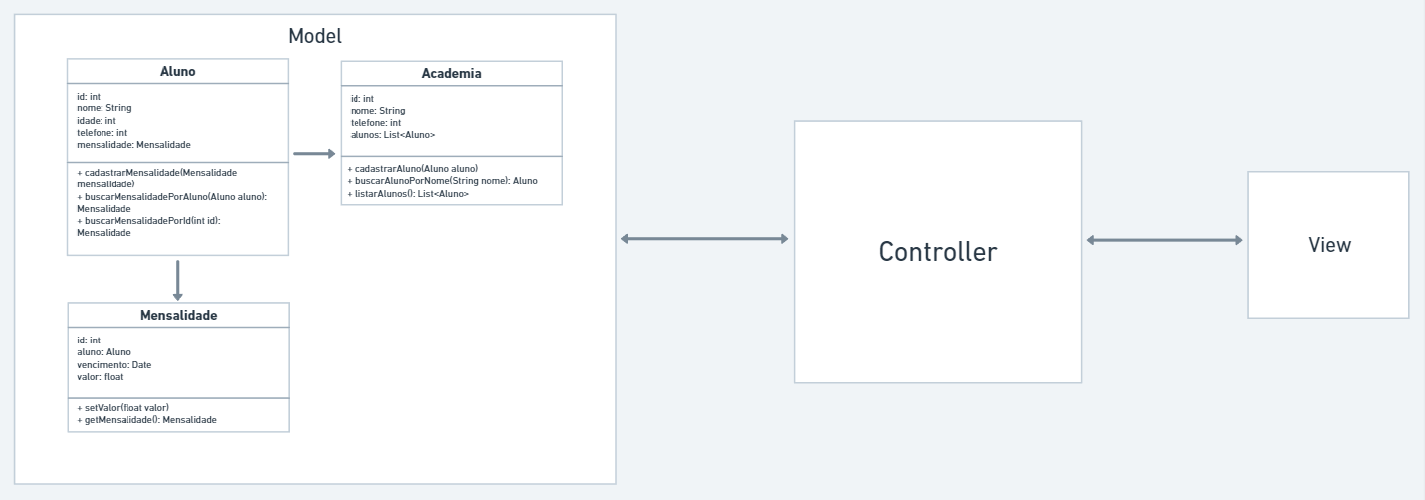 Model
Aluno
id: int
nome: String
idade: int
telefone: int
mensalidade: Mensalidade
+ cadastrarMensalidade(Mensalidade
mensalidade)
+ buscarMensalidadePorAluno(Aluno aluno):
Mensalidade
+ buscarMensalidadePorId(int id):
Mensalidade
Academia
id: int
nome: String
telefone: int
alunos: List<Aluno>
+ cadastrarAluno(Aluno aluno)
+ buscarAlunoPorNome(String nome): Aluno
+ listarAlunos(): List<Aluno>
Mensalidade
id: int
aluno: Aluno
vencimento: Date
valor: float
+ setValor(float valor)
+ getMensalidade(): Mensalidade
Controller
View